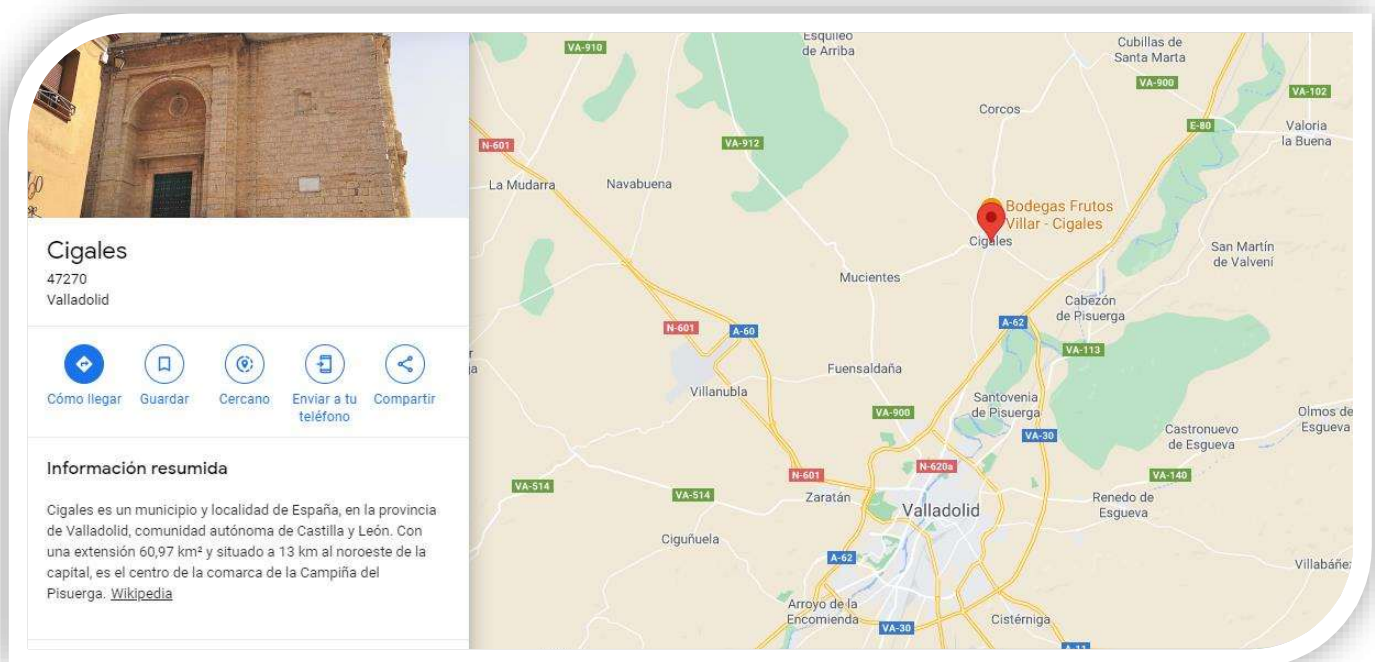 Cigales
47270
Valladolid
Cómo llegar
Guardar
Cercano
Enviar a tu
teléfono
Compartir
Información resumida
Cigales es un municipio y localidad de España, en la provincia
de Valladolid, comunidad autónoma de Castilla y León. Con
una extensión 60,97 km² y situado a 13 km al noroeste de la
capital, es el centro de la comarca de la Campiña del
Pisuerga. Wikipedia
VA-910
de Arriba
Cubillas de
Santa Marta
VA-900
VA-102
Corcos
E-80
Valoria
la Buena
N-601
VA-912
La Mudarra
Navabuena
Bodegas Frutos
Villar - Cigales
Cigales
San Martín
de Valvení
Mucientes
Cabezón
de Pisuerga
N-601
A-60
A-62
VA-113
Fuensaldaña
Villanubla
Santovenia
de Pisuerga
VA-900
VA-30
Castronuevo
de Esgueva
Olmos de
Esgueva
N-601
N-620a
VA-140
VA-514
VA-514
Zaratán
Valladolid
Renedo de
Esgueva
Ciguñuela
A-62
Arroyo de la
Encomienda
VA-30
Cistérniga
A-11